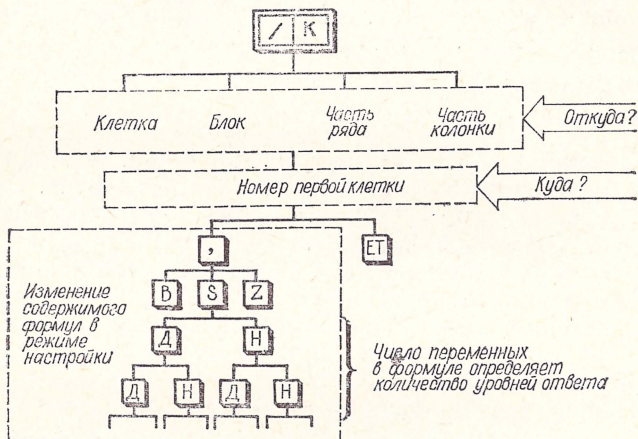 / К
Клетка
Блок
Часть
ряда
Часть
колонки
Откуда?
Номер первой клетки
Куда?
,
ЕТ
B S Z
Изменение
содержимого
формул в
режиме
настройки
Д Н
Число переменных
в формуле определяет
количество уровней ответа
Д Н Д Н